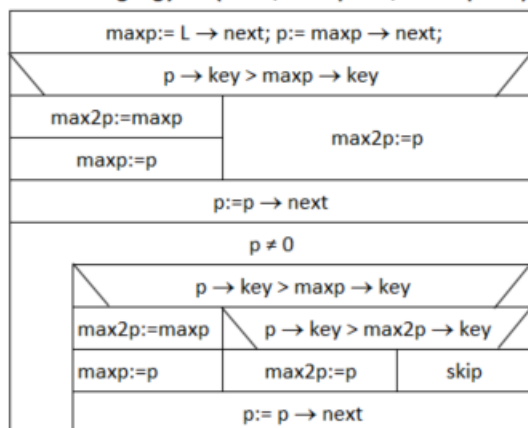 maxp:= L → next; p:= maxp → next;
p → key > maxp → key
max2p:=maxp
max2p:=p
maxp:=p
p:=p → next
p ≠ 0
p → key > maxp → key
max2p:=maxp p → key > max2p → key
maxp:=p max2p:=p skip
p:= p → next